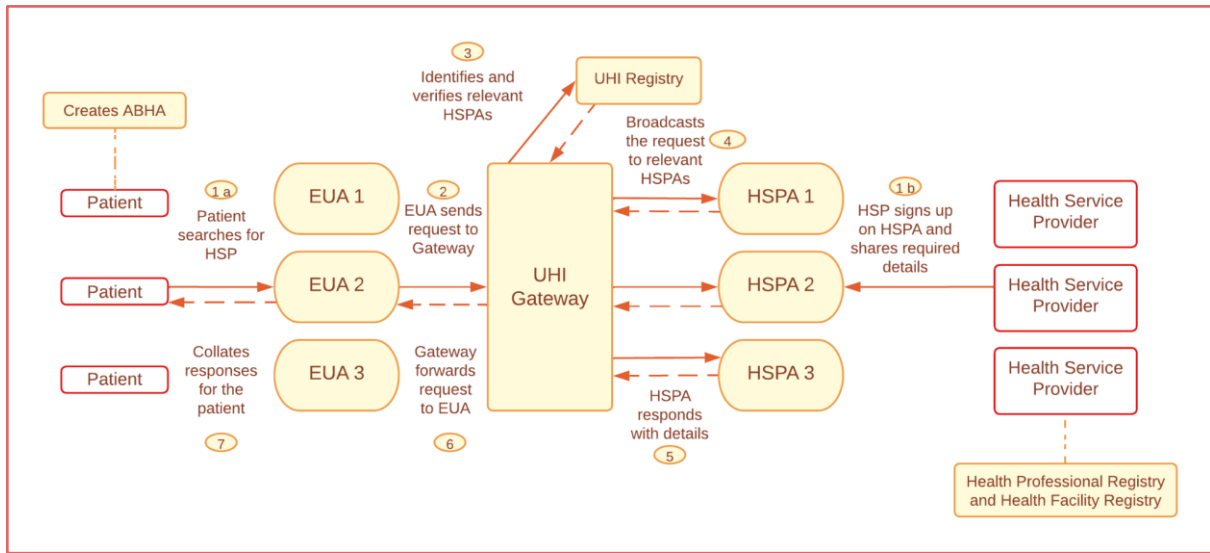 3
Identifies and
verifies relevant
HSPAs
UHI Registry
Creates ABHA
Broadcasts
the request
to relevant
HSPAs
4
Patient
1 a
Patient
searches for
HSP
EUA 1
2
EUA sends
request to
Gateway
HSPA 1
1 b
HSP signs up
on HSPA and
shares required
details
Health Service
Provider
Patient
EUA 2
UHI
Gateway
HSPA 2
Health Service
Provider
Patient
Collates
responses
for the
patient
7
EUA 3
Gateway
forwards
request
to EUA
6
HSPA
responds
with details
5
HSPA 3
Health Service
Provider
Health Professional Registry
and Health Facility Registry